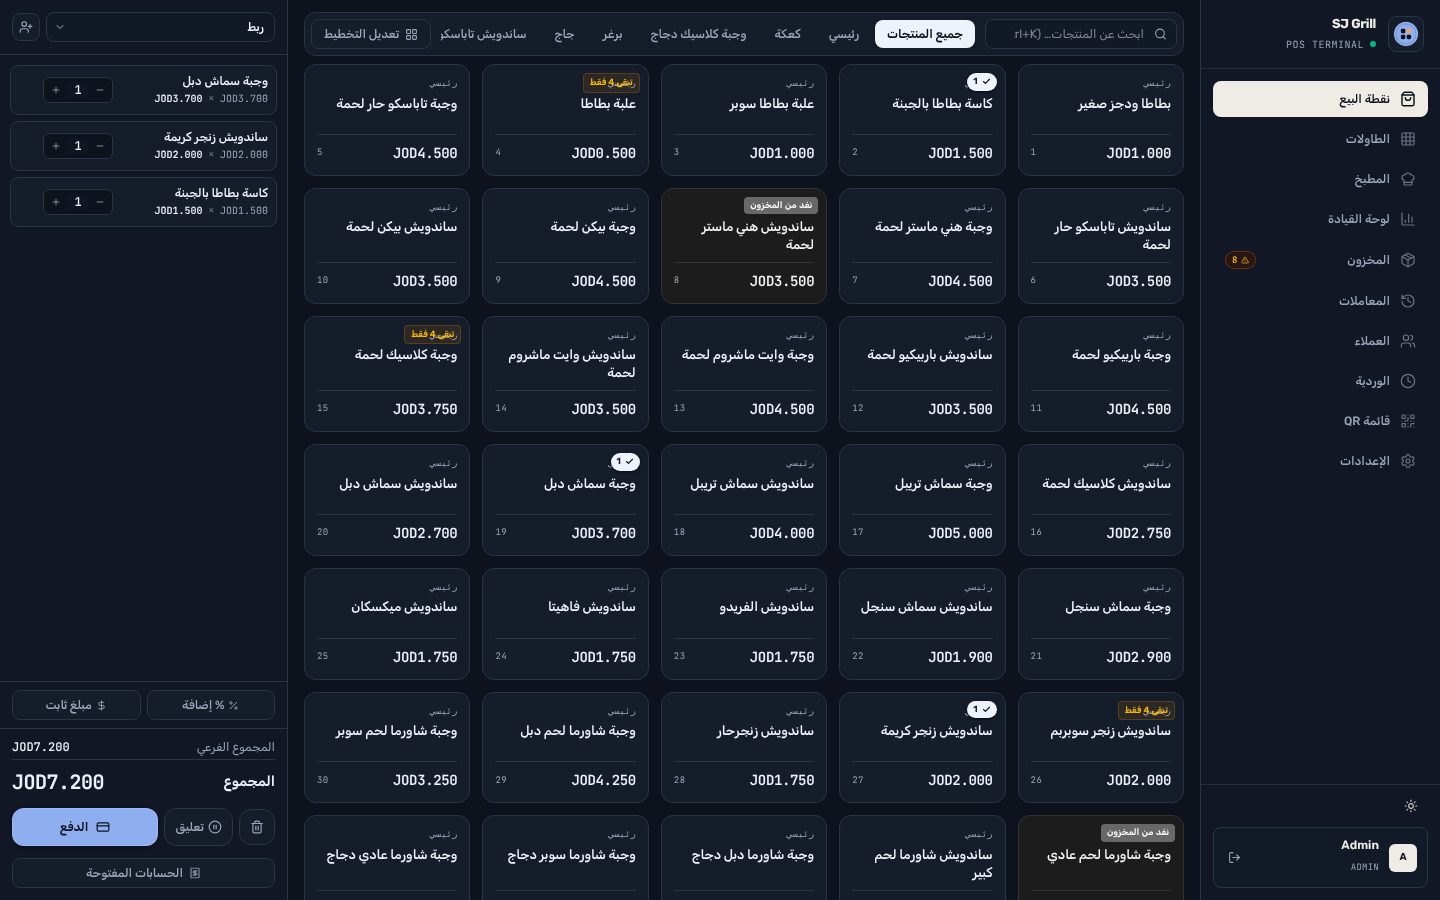 SJ Grill
POS TERMINAL
نقطة البيع
الطاولات
المطبخ
لوحة القيادة
المخزون
8
المعاملات
العملاء
الوردية
قائمة QR
الإعدادات
Admin
ADMIN
A
ابحث عن المنتجات... (rl+K
جميع المنتجات
رئيسي
كعكة
وجبة كلاسيك دجاج
برغر
جاج
ساندويش تاباسكو
تعديل التخطيط
رئيسي
بطاطا ودجز صغير
JOD1.000
1
1
كاسة بطاطا بالجبنة
JOD1.500
2
رئيسي
علبة بطاطا سوبر
JOD1.000
3
تبقى 4 فقط
علبة بطاطا
JOD0.500
4
رئيسي
وجبة تاباسكو حار لحمة
JOD4.500
5
رئيسي
ساندويش تاباسكو حار
لحمة
JOD3.500
6
رئيسي
وجبة هني ماستر لحمة
JOD4.500
7
نفد من المخزون
ساندويش هني ماستر
لحمة
JOD3.500
8
رئيسي
وجبة بيكن لحمة
JOD4.500
9
رئيسي
ساندويش بيكن لحمة
JOD3.500
10
رئيسي
وجبة باربيكيو لحمة
JOD4.500
11
رئيسي
ساندويش باربيكيو لحمة
JOD3.500
12
رئيسي
وجبة وايت ماشروم لحمة
JOD4.500
13
رئيسي
ساندويش وايت ماشروم
لحمة
JOD3.500
14
تبقى 4 فقط
وجبة كلاسيك لحمة
JOD3.750
15
رئيسي
ساندويش كلاسيك لحمة
JOD2.750
16
رئيسي
وجبة سماش تريبل
JOD5.000
17
رئيسي
ساندويش سماش تريبل
JOD4.000
18
1
وجبة سماش دبل
JOD3.700
19
رئيسي
ساندويش سماش دبل
JOD2.700
20
رئيسي
وجبة سماش سنجل
JOD2.900
21
رئيسي
ساندويش سماش سنجل
JOD1.900
22
رئيسي
ساندويش الفريدو
JOD1.750
23
رئيسي
ساندويش فاهيتا
JOD1.750
24
رئيسي
ساندويش ميكسكان
JOD1.750
25
تبقى 4 فقط
ساندويش زنجر سوبريم
JOD2.000
26
1
ساندويش زنجر كريمة
JOD2.000
27
رئيسي
ساندويش زنجرحار
JOD1.750
28
رئيسي
وجبة شاورما لحم دبل
JOD4.250
29
رئيسي
وجبة شاورما لحم سوبر
JOD3.250
30
نفد من المخزون
وجبة شاورما لحم عادي
رئيسي
ساندويش شاورما لحم
كبير
رئيسي
وجبة شاورما دبل دجاج
رئيسي
وجبة شاورما سوبر دجاج
رئيسي
وجبة شاورما عادي دجاج
ربط
وجبة سماش دبل
JOD3.700 × JOD3.700
− 1 +
ساندويش زنجر كريمة
JOD2.000 × JOD2.000
− 1 +
كاسة بطاطا بالجبنة
JOD1.500 × JOD1.500
− 1 +
% إضافة
$ مبلغ ثابت
المجموع الفرعي JOD7.200
المجموع JOD7.200
تعليق
الدفع
الحسابات المفتوحة